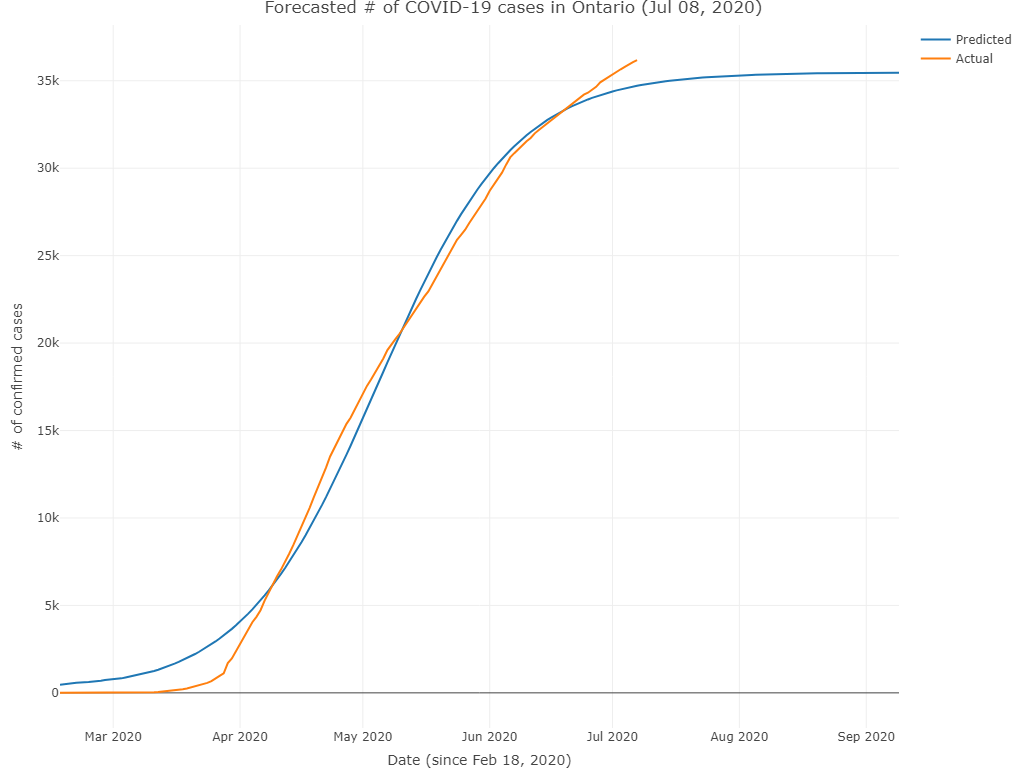 Forecasted # of COVID-19 cases in Ontario (Jul 08, 2020)
Predicted
Actual
35k
30k
25k
20k
15k
10k
5k
0
# of confirmed cases
Mar 2020 Apr 2020 May 2020 Jun 2020 Jul 2020 Aug 2020 Sep 2020
Date (since Feb 18, 2020)